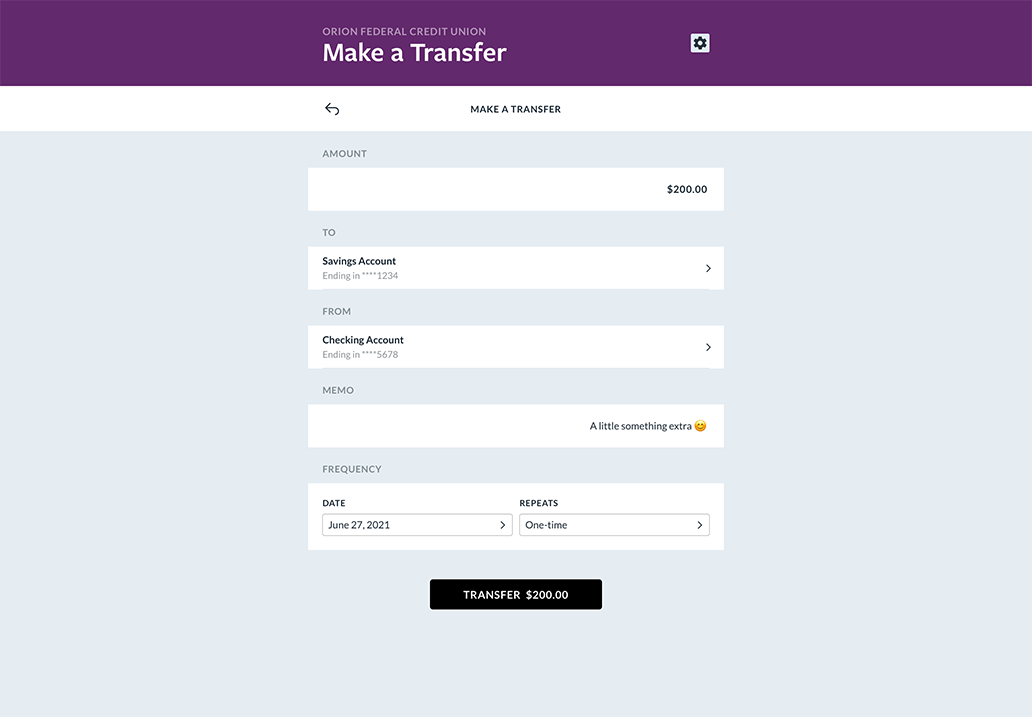 ORION FEDERAL CREDIT UNION
Make a Transfer
MAKE A TRANSFER
AMOUNT
$200.00
TO
Savings Account
Ending in ****1234
FROM
Checking Account
Ending in ****5678
MEMO
A little something extra 😊
FREQUENCY
DATE
REPEATS
June 27, 2021
One-time
TRANSFER $200.00